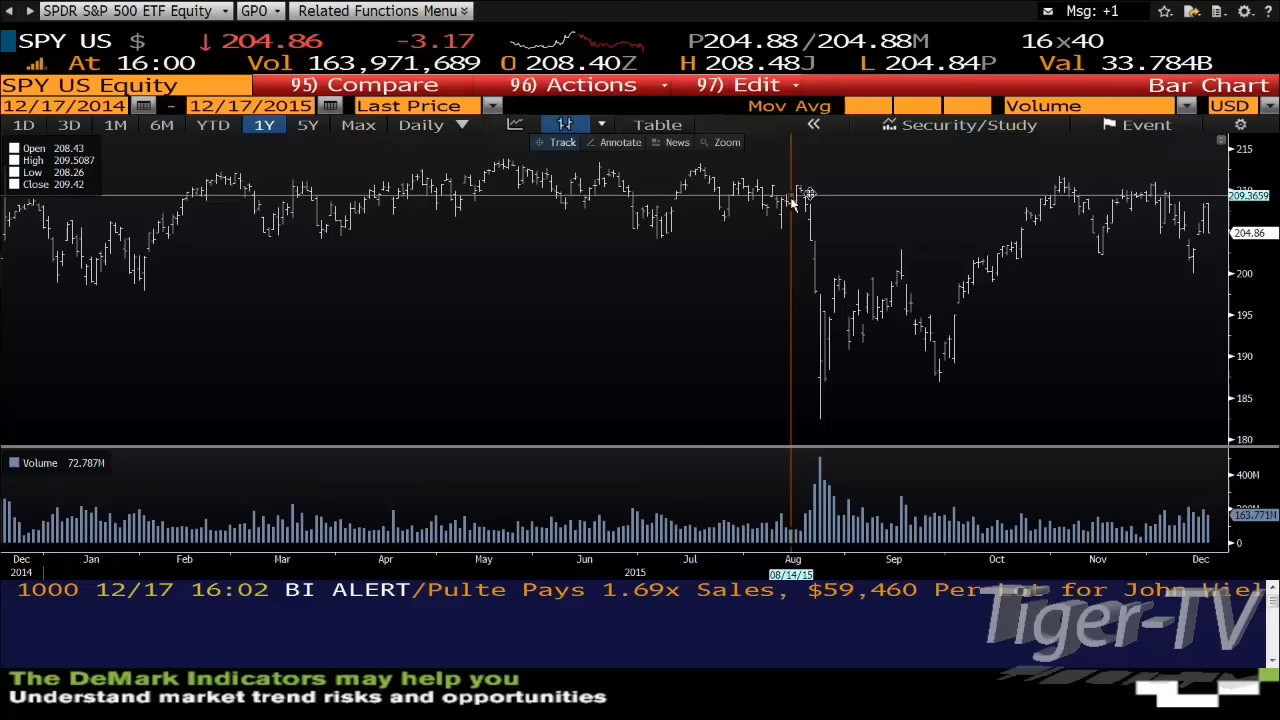 SPDR S&P 500 ETF Equity GPO Related Functions Menu Msg: +1
SPY US $ ↓ 204.86 -3.17 P204.88/204.88M 16x40
At 16:00 Vol 163,971,689 O 208.40Z H 208.48J L 204.84P Val 33.784B
SPY US Equity 95) Compare 96) Actions 97) Edit Bar Chart
12/17/2014 - 12/17/2015 Last Price Mov Avg Volume USD
1D 3D 1M 6M YTD 1Y 5Y Max Daily Table « Security/Study Event
Track Annotate News Zoom
Open 208.43
High 209.5087
Low 208.26
Close 209.42
215
210
209.3659
204.86
200
195
190
185
180
Volume 72.787M
400M
200M
163.771M
0
Dec Jan Feb Mar Apr May Jun Jul Aug Sep Oct Nov Dec
2014 2015 08/14/15
1000 12/17 16:02 BI ALERT/Pulte Pays 1.69x Sales, $59,460 Per Lot for John Wiel
Tiger-TV
The DeMark Indicators may help you
Understand market trend risks and opportunities